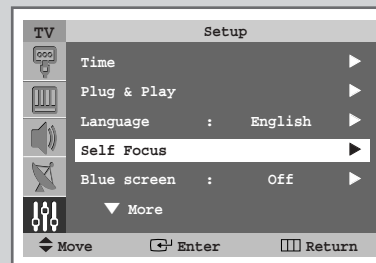 TV Setup
Time
Plug & Play
Language : English
Self Focus
Blue screen : Off
More
Move Enter Return